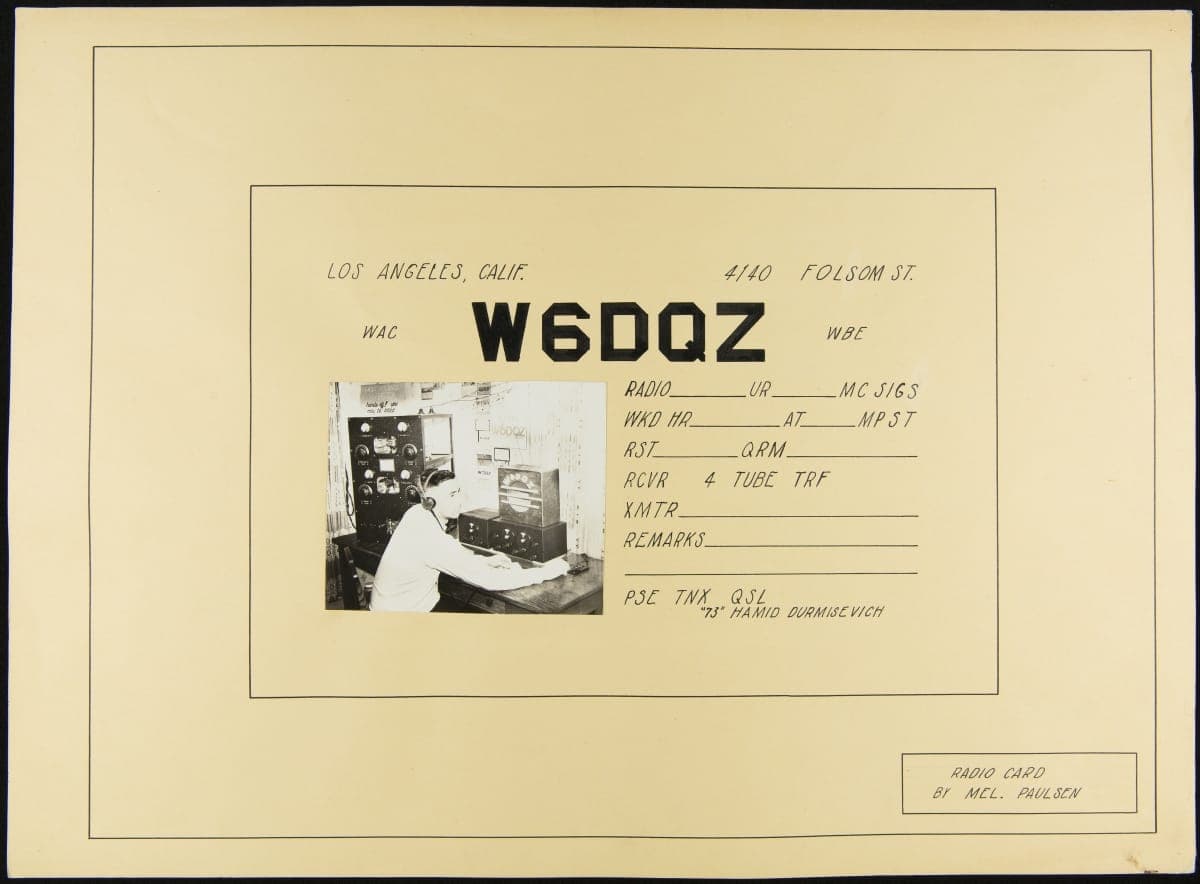 LOS ANGELES, CALIF. 4140 FOLSOM ST.
WAC W6DQZ WBE
RADIO UR MC SIGS
WKD HR AT M P S T
RST QRM
RCVR 4 TUBE TRF
XMTR
REMARKS
PSE TNX QSL
"73" HAMID DURMISEVICH
W6DQZ
RADIO CARD
BY MEL. PAULSEN